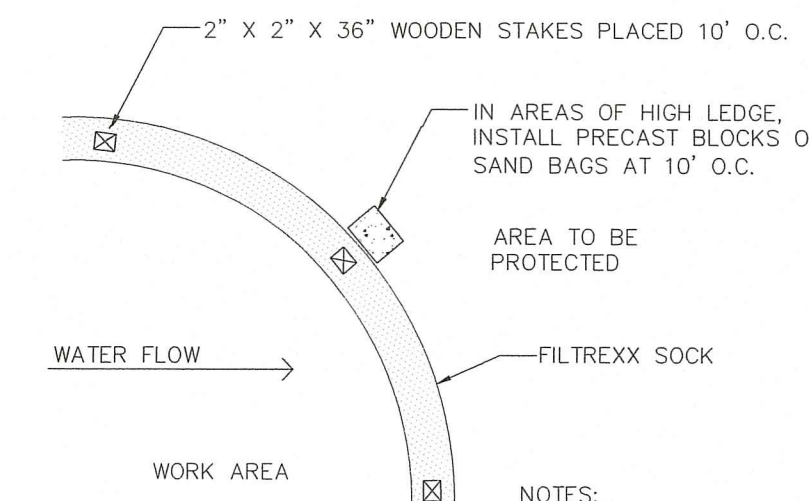 2" X 2" X 36" WOODEN STAKES PLACED 10' O.C.
IN AREAS OF HIGH LEDGE,
INSTALL PRECAST BLOCKS O
SAND BAGS AT 10' O.C.
AREA TO BE
PROTECTED
WATER FLOW
FILTREXX SOCK
WORK AREA
NOTES: